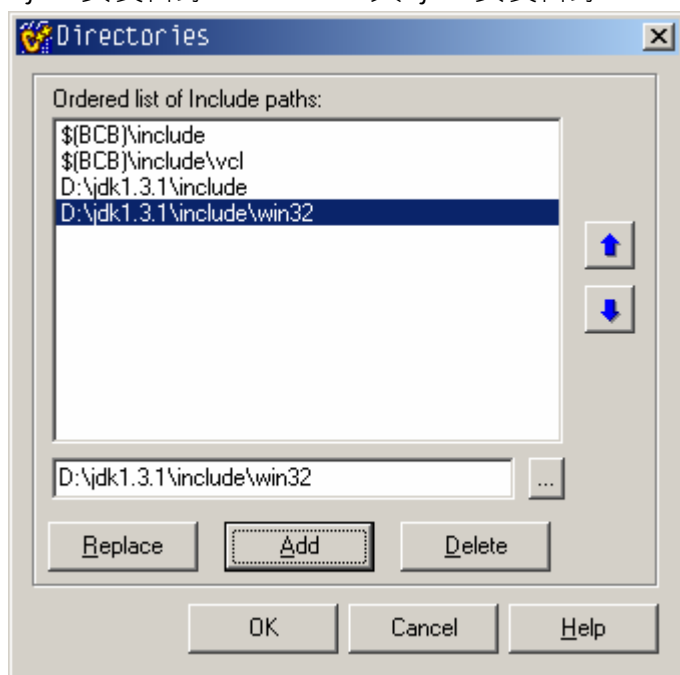 Directories
Ordered list of Include paths:
$(BCB)\include
$(BCB)\include\vcl
D:\jdk1.3.1\include
D:\jdk1.3.1\include\win32
D:\jdk1.3.1\include\win32
...
Replace Add Delete
OK Cancel Help